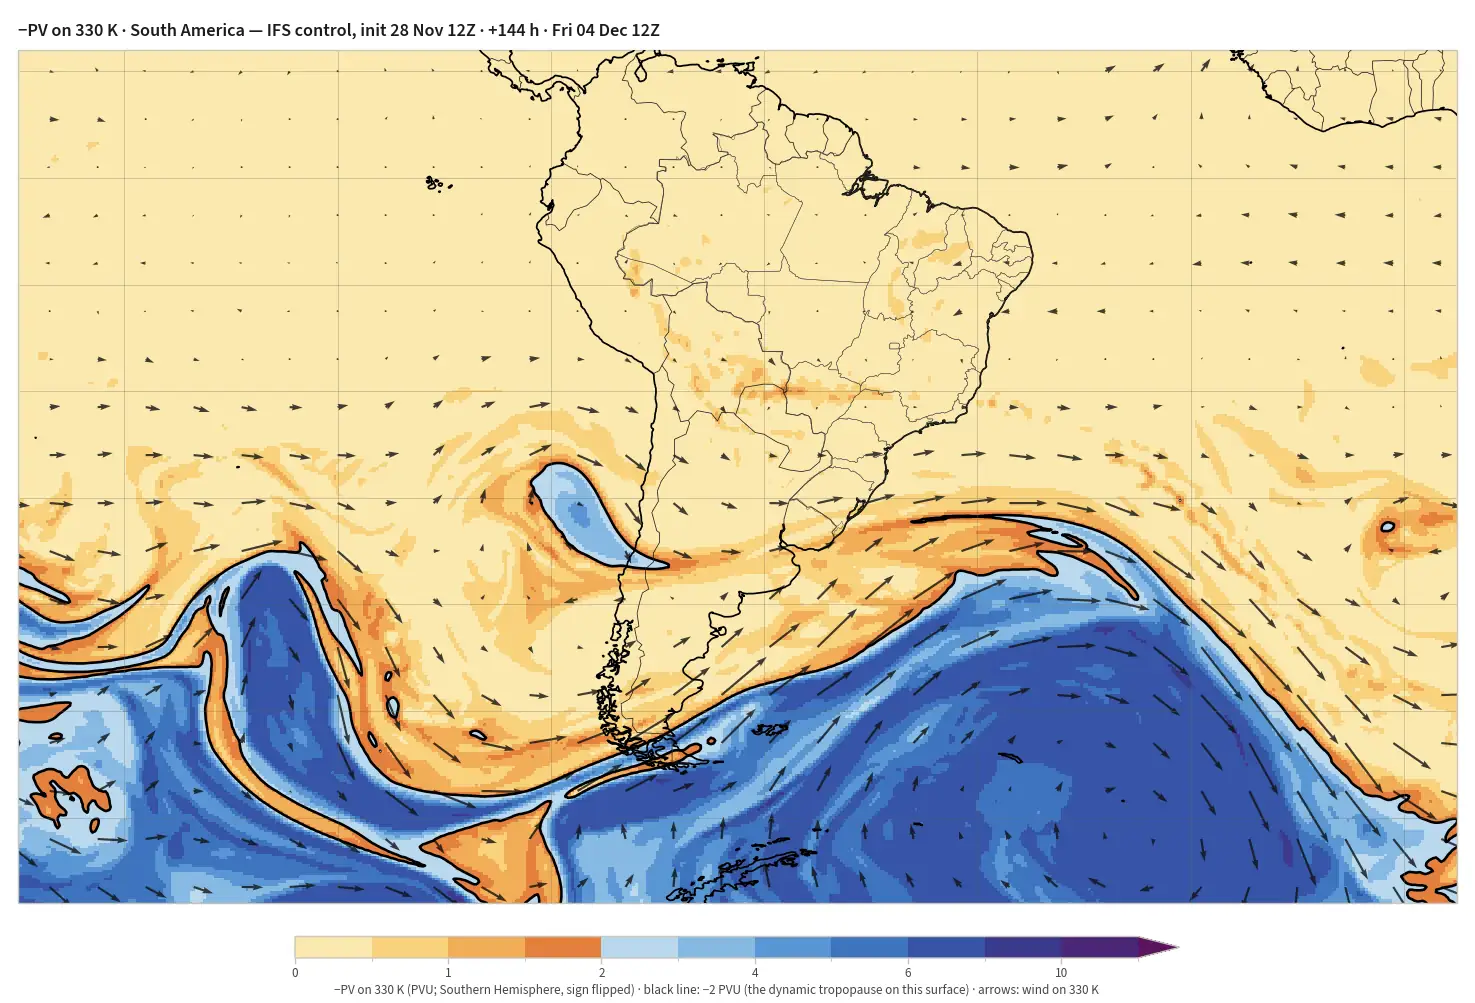 −PV on 330 K · South America — IFS control, init 28 Nov 12Z · +144 h · Fri 04 Dec 12Z
0 1 2 4 6 10
−PV on 330 K (PVU; Southern Hemisphere, sign flipped) · black line: −2 PVU (the dynamic tropopause on this surface) · arrows: wind on 330 K